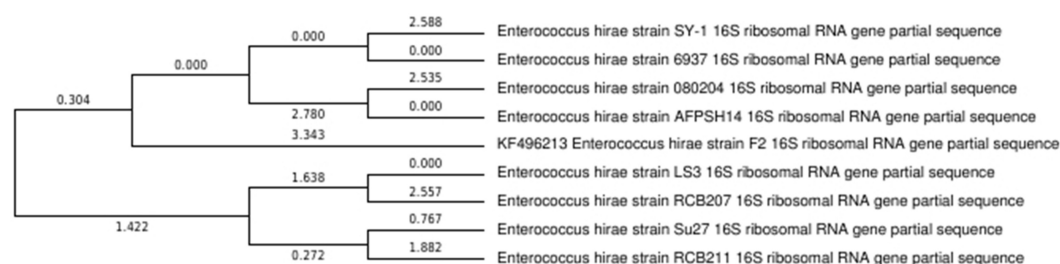 2.588
Enterococcus hirae strain SY-1 16S ribosomal RNA gene partial sequence
0.000
0.000
Enterococcus hirae strain 6937 16S ribosomal RNA gene partial sequence
0.000
2.535
Enterococcus hirae strain 080204 16S ribosomal RNA gene partial sequence
0.304
0.000
2.780
Enterococcus hirae strain AFPSH14 16S ribosomal RNA gene partial sequence
3.343
KF496213 Enterococcus hirae strain F2 16S ribosomal RNA gene partial sequence
0.000
Enterococcus hirae strain LS3 16S ribosomal RNA gene partial sequence
1.638
2.557
Enterococcus hirae strain RCB207 16S ribosomal RNA gene partial sequence
0.767
1.422
Enterococcus hirae strain Su27 16S ribosomal RNA gene partial sequence
1.882
0.272
Enterococcus hirae strain RCB211 16S ribosomal RNA gene partial sequence